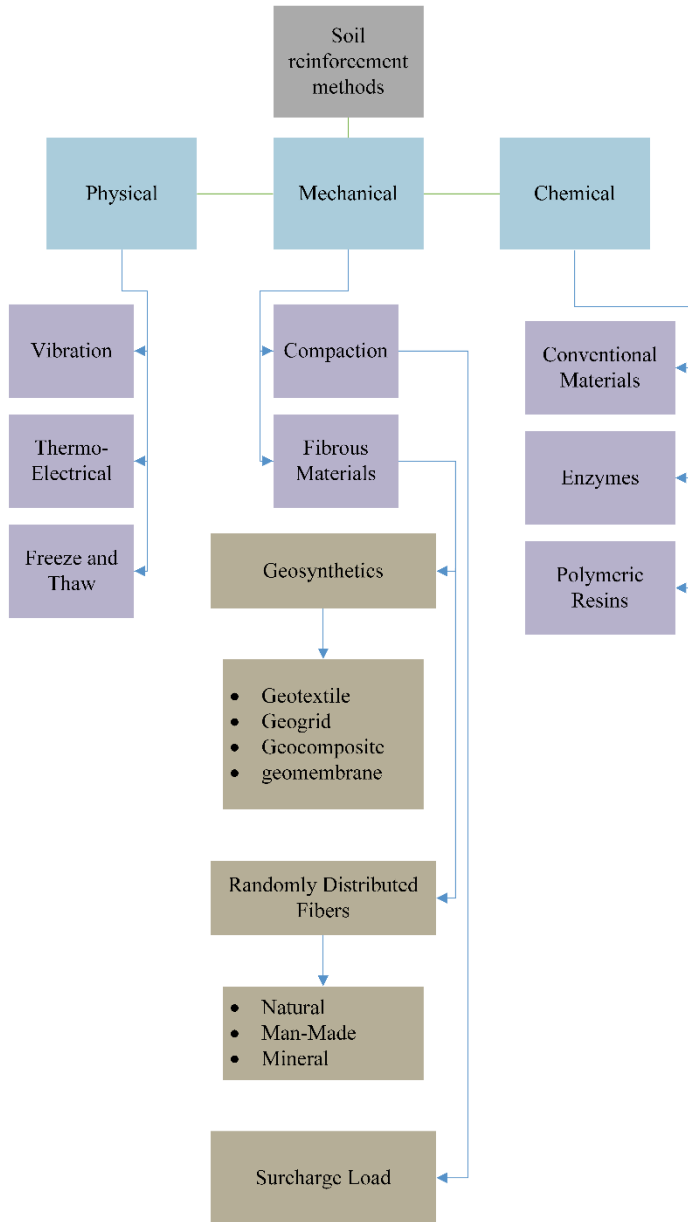 Soil
reinforcement
methods
Physical
Mechanical
Chemical
Vibration
Compaction
Conventional
Materials
Thermo-
Electrical
Fibrous
Materials
Enzymes
Freeze and
Thaw
Geosynthetics
Polymeric
Resins
• Geotextile
• Geogrid
• Geocomposite
• geomembrane
Randomly Distributed
Fibers
• Natural
• Man-Made
• Mineral
Surcharge Load